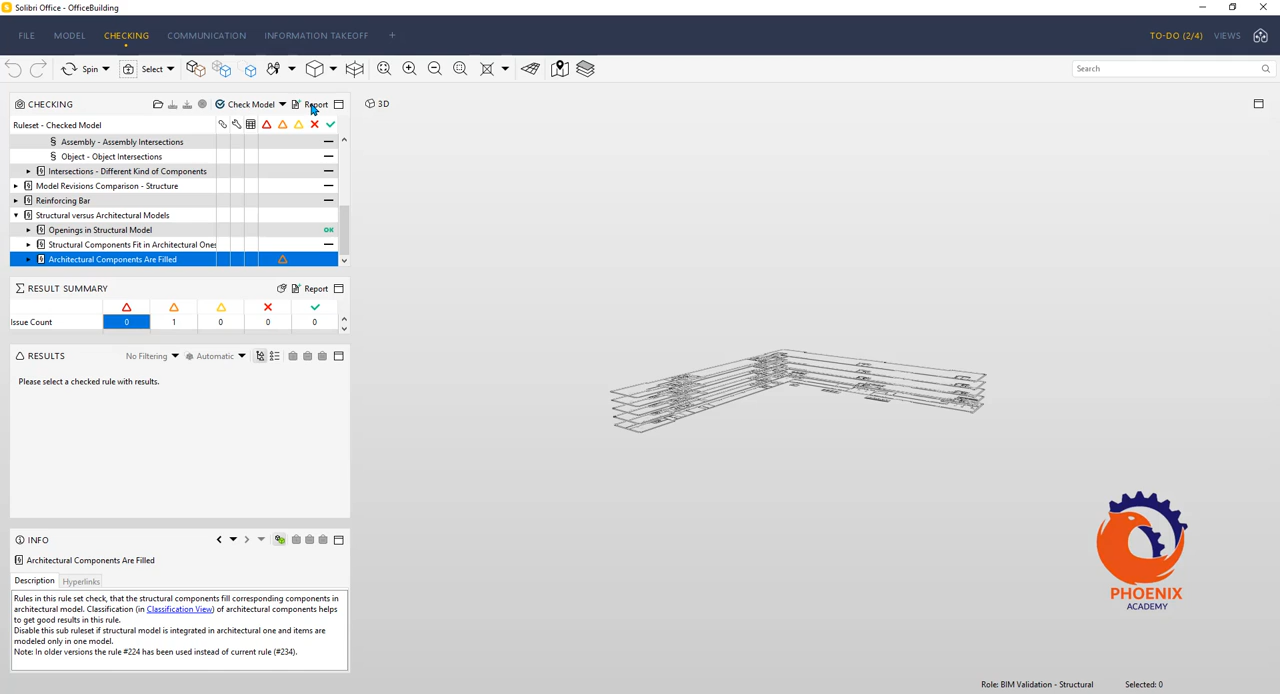 Solibri Office - OfficeBuilding
FILE MODEL CHECKING COMMUNICATION INFORMATION TAKEOFF + TO-DO (2/4) VIEWS
Spin Select Search
CHECKING Check Model Report 3D
Ruleset - Checked Model
§ Assembly - Assembly Intersections
§ Object - Object Intersections
Intersections - Different Kind of Components
Model Revisions Comparison - Structure
Reinforcing Bar
Structural versus Architectural Models
Openings in Structural Model OK
Structural Components Fit in Architectural Ones
Architectural Components Are Filled
RESULT SUMMARY Report
Issue Count 0 1 0 0 0
RESULTS No Filtering Automatic
Please select a checked rule with results.
INFO
Architectural Components Are Filled
Description Hyperlinks
Rules in this rule set check, that the structural components fill corresponding components in
architectural model. Classification (in Classification View) of architectural components helps
to get good results in this rule.
Disable this sub ruleset if structural model is integrated in architectural one and items are
modeled only in one model.
Note: In older versions the rule #224 has been used instead of current rule (#234).
PHOENIX
ACADEMY
Role: BIM Validation - Structural Selected: 0